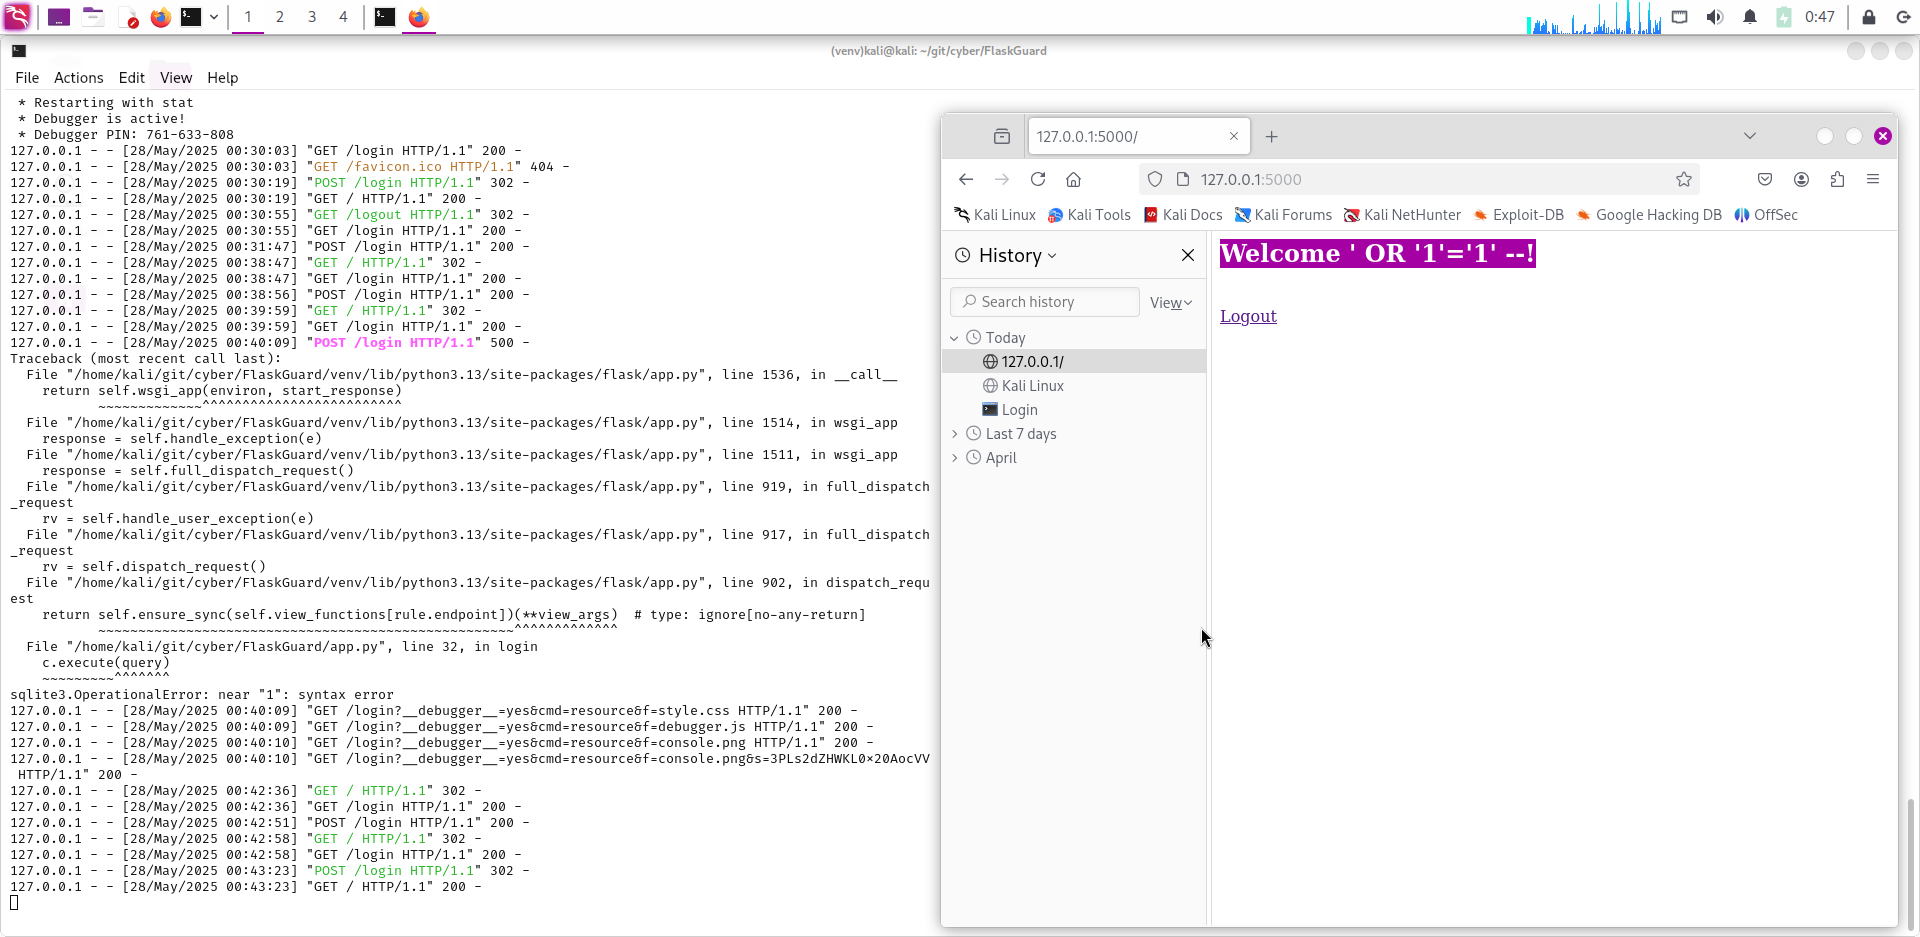 1 2 3 4 0:47
(venv)kali@kali: ~/git/cyber/FlaskGuard
File Actions Edit View Help
 * Restarting with stat
 * Debugger is active!
 * Debugger PIN: 761-633-808
127.0.0.1 - - [28/May/2025 00:30:03] "GET /login HTTP/1.1" 200 -
127.0.0.1 - - [28/May/2025 00:30:03] "GET /favicon.ico HTTP/1.1" 404 -
127.0.0.1 - - [28/May/2025 00:30:19] "POST /login HTTP/1.1" 302 -
127.0.0.1 - - [28/May/2025 00:30:19] "GET / HTTP/1.1" 200 -
127.0.0.1 - - [28/May/2025 00:30:55] "GET /logout HTTP/1.1" 302 -
127.0.0.1 - - [28/May/2025 00:30:55] "GET /login HTTP/1.1" 200 -
127.0.0.1 - - [28/May/2025 00:31:47] "POST /login HTTP/1.1" 200 -
127.0.0.1 - - [28/May/2025 00:38:47] "GET / HTTP/1.1" 302 -
127.0.0.1 - - [28/May/2025 00:38:47] "GET /login HTTP/1.1" 200 -
127.0.0.1 - - [28/May/2025 00:38:56] "POST /login HTTP/1.1" 200 -
127.0.0.1 - - [28/May/2025 00:39:59] "GET / HTTP/1.1" 302 -
127.0.0.1 - - [28/May/2025 00:39:59] "GET /login HTTP/1.1" 200 -
127.0.0.1 - - [28/May/2025 00:40:09] "POST /login HTTP/1.1" 500 -
Traceback (most recent call last):
  File "/home/kali/git/cyber/FlaskGuard/venv/lib/python3.13/site-packages/flask/app.py", line 1536, in __call__
    return self.wsgi_app(environ, start_response)
           ~~~~~~~~~~~~~^^^^^^^^^^^^^^^^^^^^^^^^^
  File "/home/kali/git/cyber/FlaskGuard/venv/lib/python3.13/site-packages/flask/app.py", line 1514, in wsgi_app
    response = self.handle_exception(e)
  File "/home/kali/git/cyber/FlaskGuard/venv/lib/python3.13/site-packages/flask/app.py", line 1511, in wsgi_app
    response = self.full_dispatch_request()
  File "/home/kali/git/cyber/FlaskGuard/venv/lib/python3.13/site-packages/flask/app.py", line 919, in full_dispatch
_request
    rv = self.handle_user_exception(e)
  File "/home/kali/git/cyber/FlaskGuard/venv/lib/python3.13/site-packages/flask/app.py", line 917, in full_dispatch
_request
    rv = self.dispatch_request()
  File "/home/kali/git/cyber/FlaskGuard/venv/lib/python3.13/site-packages/flask/app.py", line 902, in dispatch_requ
est
    return self.ensure_sync(self.view_functions[rule.endpoint])(**view_args)  # type: ignore[no-any-return]
           ~~~~~~~~~~~~~~~~~~~~~~~~~~~~~~~~~~~~~~~~~~~~~~~~~~~~^^^^^^^^^^^^^
  File "/home/kali/git/cyber/FlaskGuard/app.py", line 32, in login
    c.execute(query)
    ~~~~~~~~~^^^^^^^
sqlite3.OperationalError: near "1": syntax error
127.0.0.1 - - [28/May/2025 00:40:09] "GET /login?__debugger__=yes&cmd=resource&f=style.css HTTP/1.1" 200 -
127.0.0.1 - - [28/May/2025 00:40:09] "GET /login?__debugger__=yes&cmd=resource&f=debugger.js HTTP/1.1" 200 -
127.0.0.1 - - [28/May/2025 00:40:10] "GET /login?__debugger__=yes&cmd=resource&f=console.png HTTP/1.1" 200 -
127.0.0.1 - - [28/May/2025 00:40:10] "GET /login?__debugger__=yes&cmd=resource&f=console.png&s=3PLs2dZHWKL0×20AocVV
 HTTP/1.1" 200 -
127.0.0.1 - - [28/May/2025 00:42:36] "GET / HTTP/1.1" 302 -
127.0.0.1 - - [28/May/2025 00:42:36] "GET /login HTTP/1.1" 200 -
127.0.0.1 - - [28/May/2025 00:42:51] "POST /login HTTP/1.1" 200 -
127.0.0.1 - - [28/May/2025 00:42:58] "GET / HTTP/1.1" 302 -
127.0.0.1 - - [28/May/2025 00:42:58] "GET /login HTTP/1.1" 200 -
127.0.0.1 - - [28/May/2025 00:43:23] "POST /login HTTP/1.1" 302 -
127.0.0.1 - - [28/May/2025 00:43:23] "GET / HTTP/1.1" 200 -
127.0.0.1:5000/
127.0.0.1:5000
Kali Linux Kali Tools Kali Docs Kali Forums Kali NetHunter Exploit-DB Google Hacking DB OffSec
History
Search history View
Today
127.0.0.1/
Kali Linux
Login
Last 7 days
April
Welcome ' OR '1'='1' --!
Logout